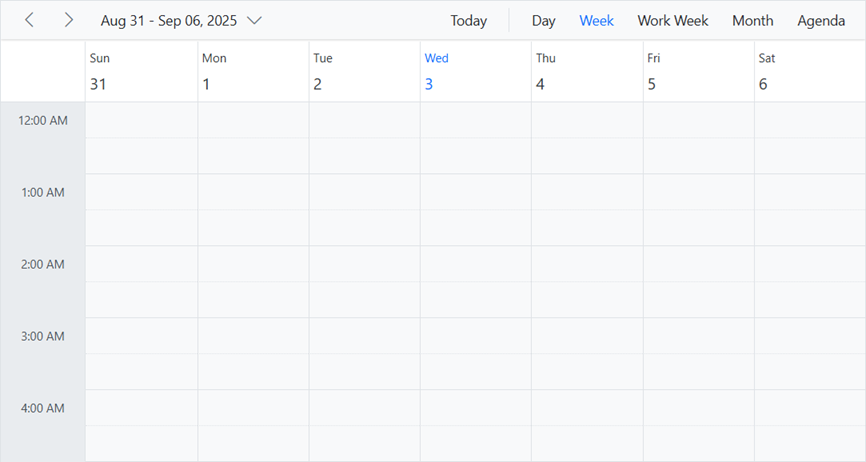 Aug 31 - Sep 06, 2025 Today Day Week Work Week Month Agenda
Sun Mon Tue Wed Thu Fri Sat
31 1 2 3 4 5 6
12:00 AM
1:00 AM
2:00 AM
3:00 AM
4:00 AM